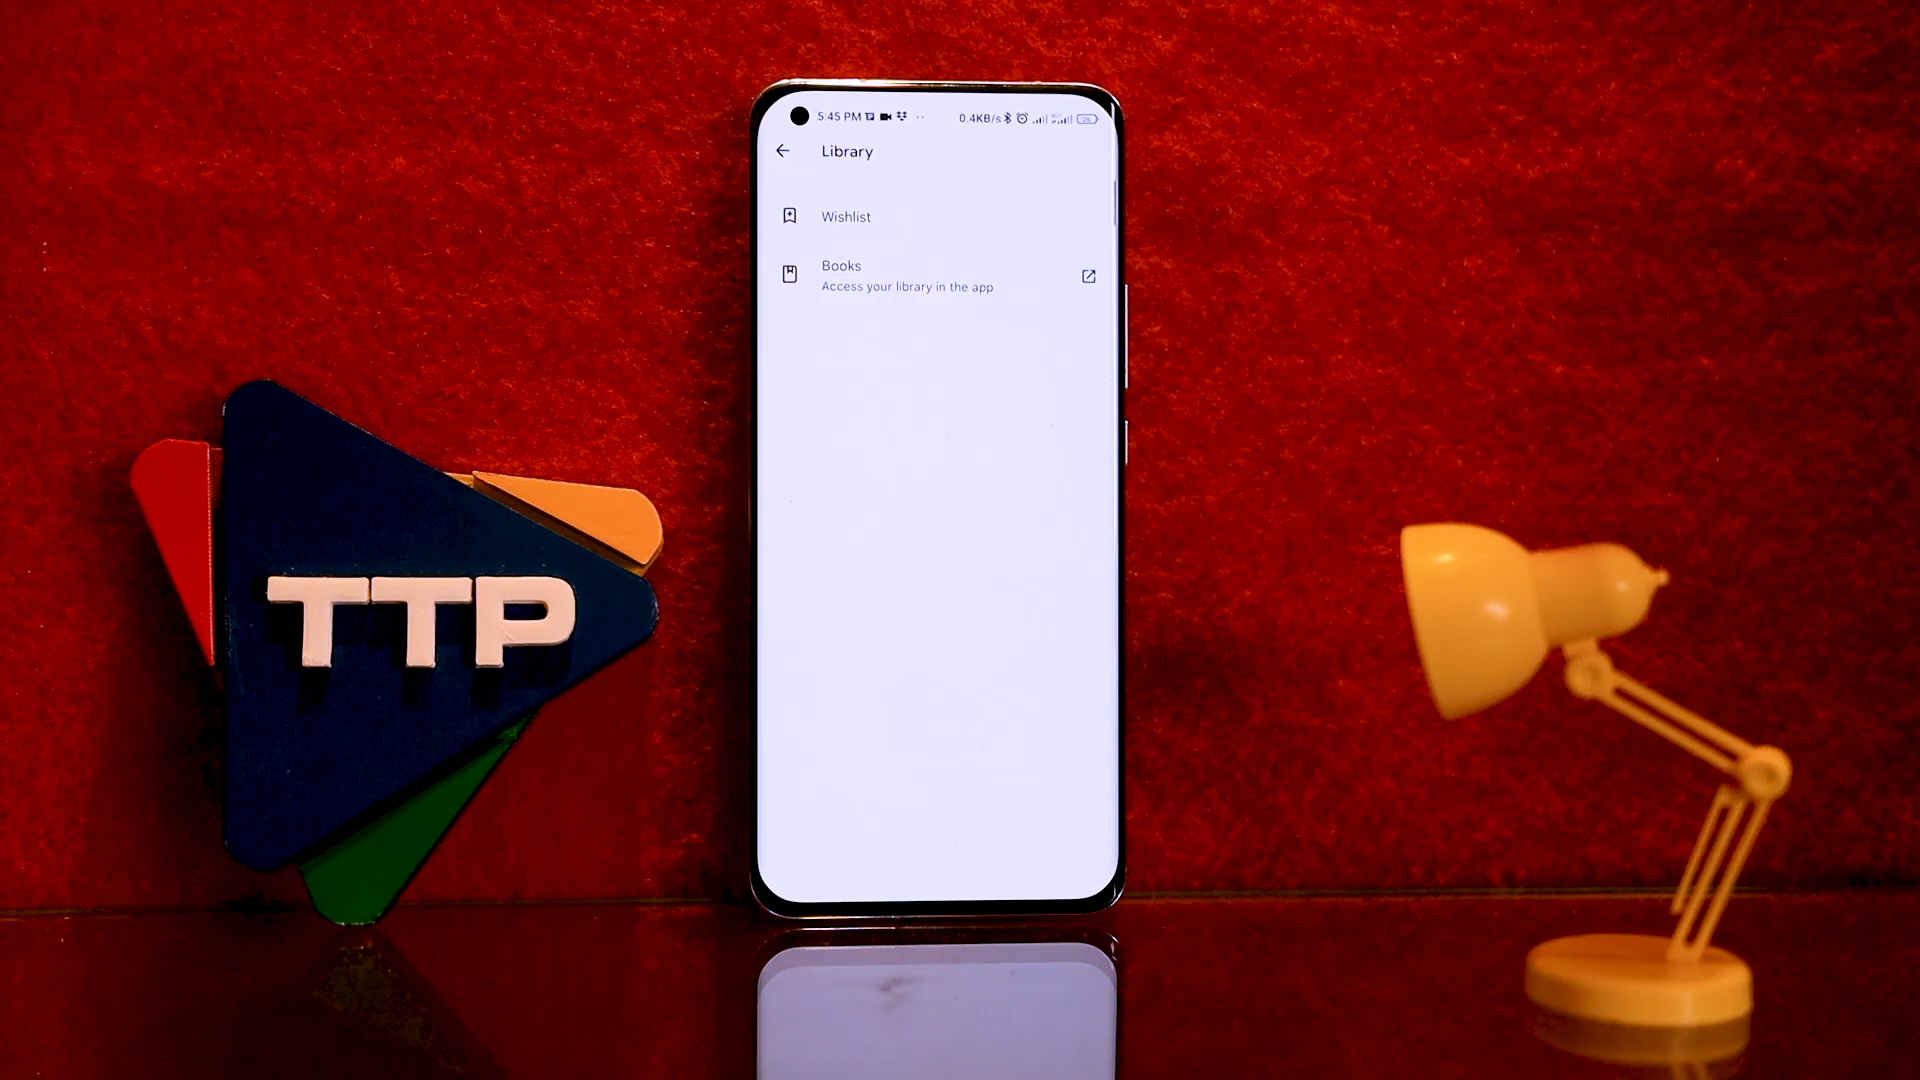 5:45 PM
0.4KB/s
Library
Wishlist
Books
Access your library in the app
TTP